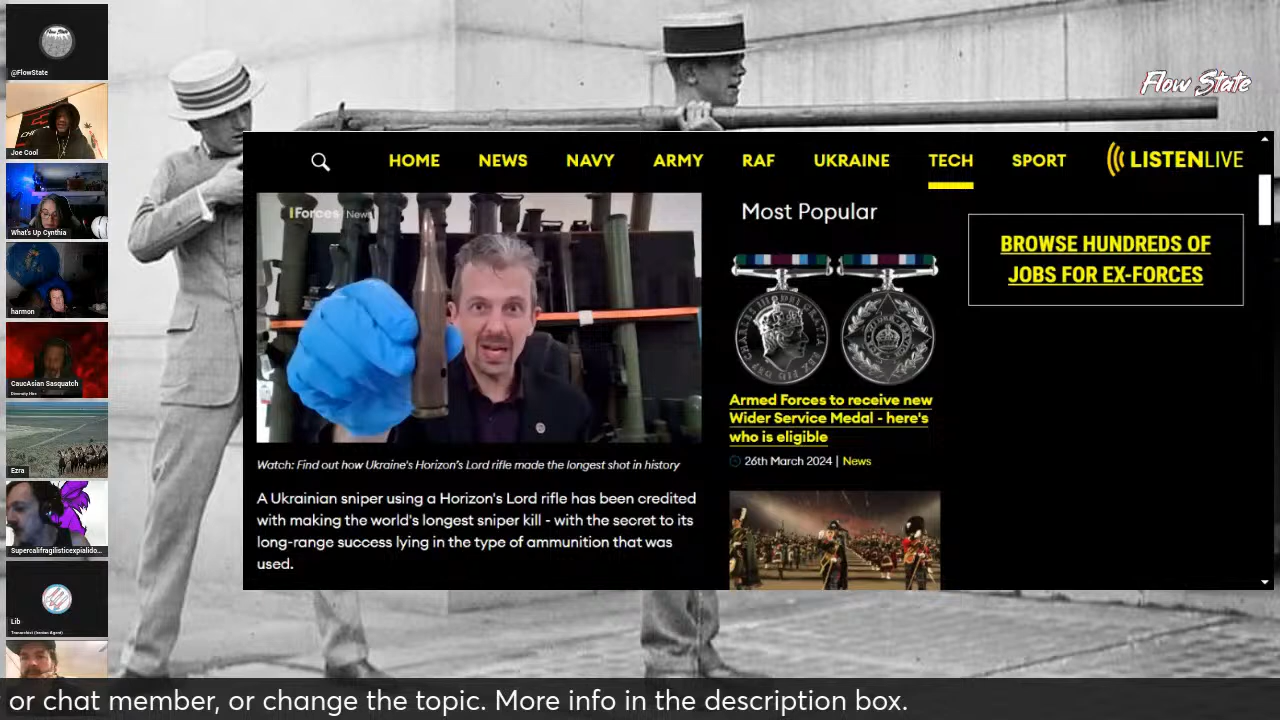 @FlowState
Joe Cool
What's Up Cynthia
harmon
CaucAsian Sasquatch
Diversity Hire
Ezra
Supercalifragilisticexpialido...
Lib
Flow State
HOME NEWS NAVY ARMY RAF UKRAINE TECH SPORT LISTENLIVE
Forces News
Watch: Find out how Ukraine's Horizon's Lord rifle made the longest shot in history
A Ukrainian sniper using a Horizon's Lord rifle has been credited
with making the world's longest sniper kill - with the secret to its
long-range success lying in the type of ammunition that was
used.
Most Popular
Armed Forces to receive new
Wider Service Medal - here's
who is eligible
26th March 2024 | News
BROWSE HUNDREDS OF
JOBS FOR EX-FORCES
or chat member, or change the topic. More info in the description box.